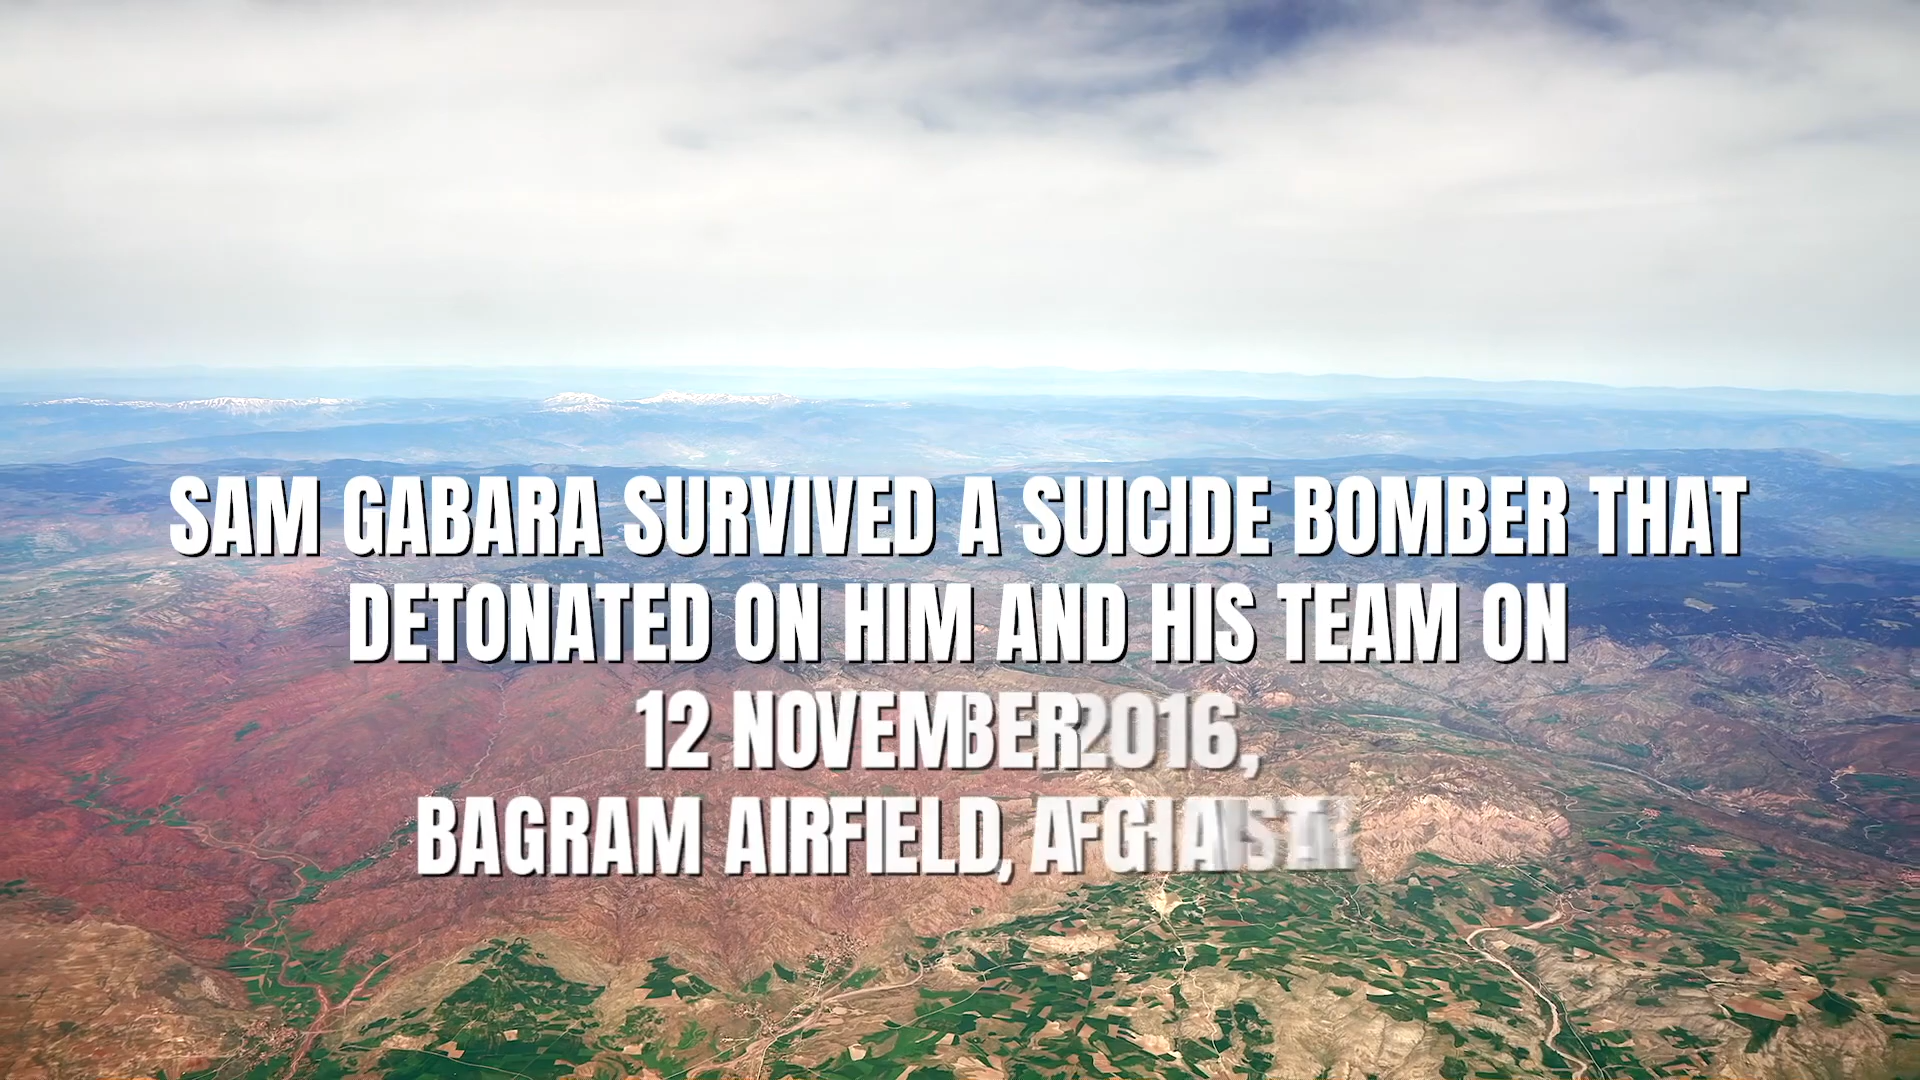 SAM GABARA SURVIVED A SUICIDE BOMBER THAT
DETONATED ON HIM AND HIS TEAM ON
12 NOVEMBER 2016,
BAGRAM AIRFIELD,